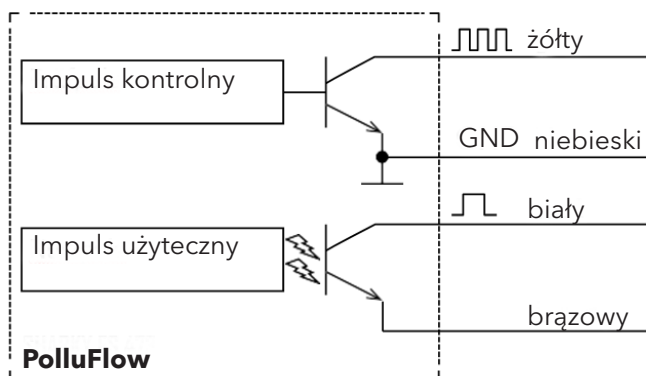 żółty
Impuls kontrolny
GND niebieski
biały
Impuls użyteczny
brązowy
PolluFlow